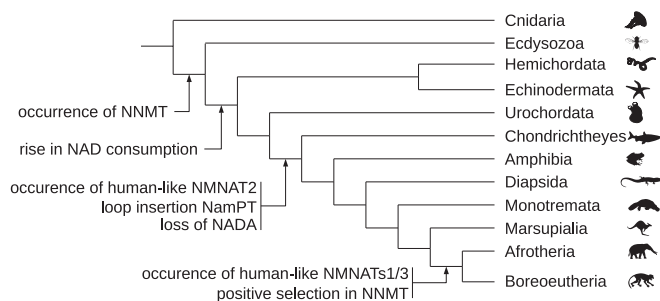 Cnidaria
Ecdysozoa
Hemichordata
Echinodermata
occurrence of NNMT
Urochordata
Chondrichtheyes
rise in NAD consumption
Amphibia
Diapsida
occurence of human-like NMNAT2
loop insertion NamPT
loss of NADA
Monotremata
Marsupialia
Afrotheria
occurence of human-like NMNATs1/3
positive selection in NNMT
Boreoeutheria